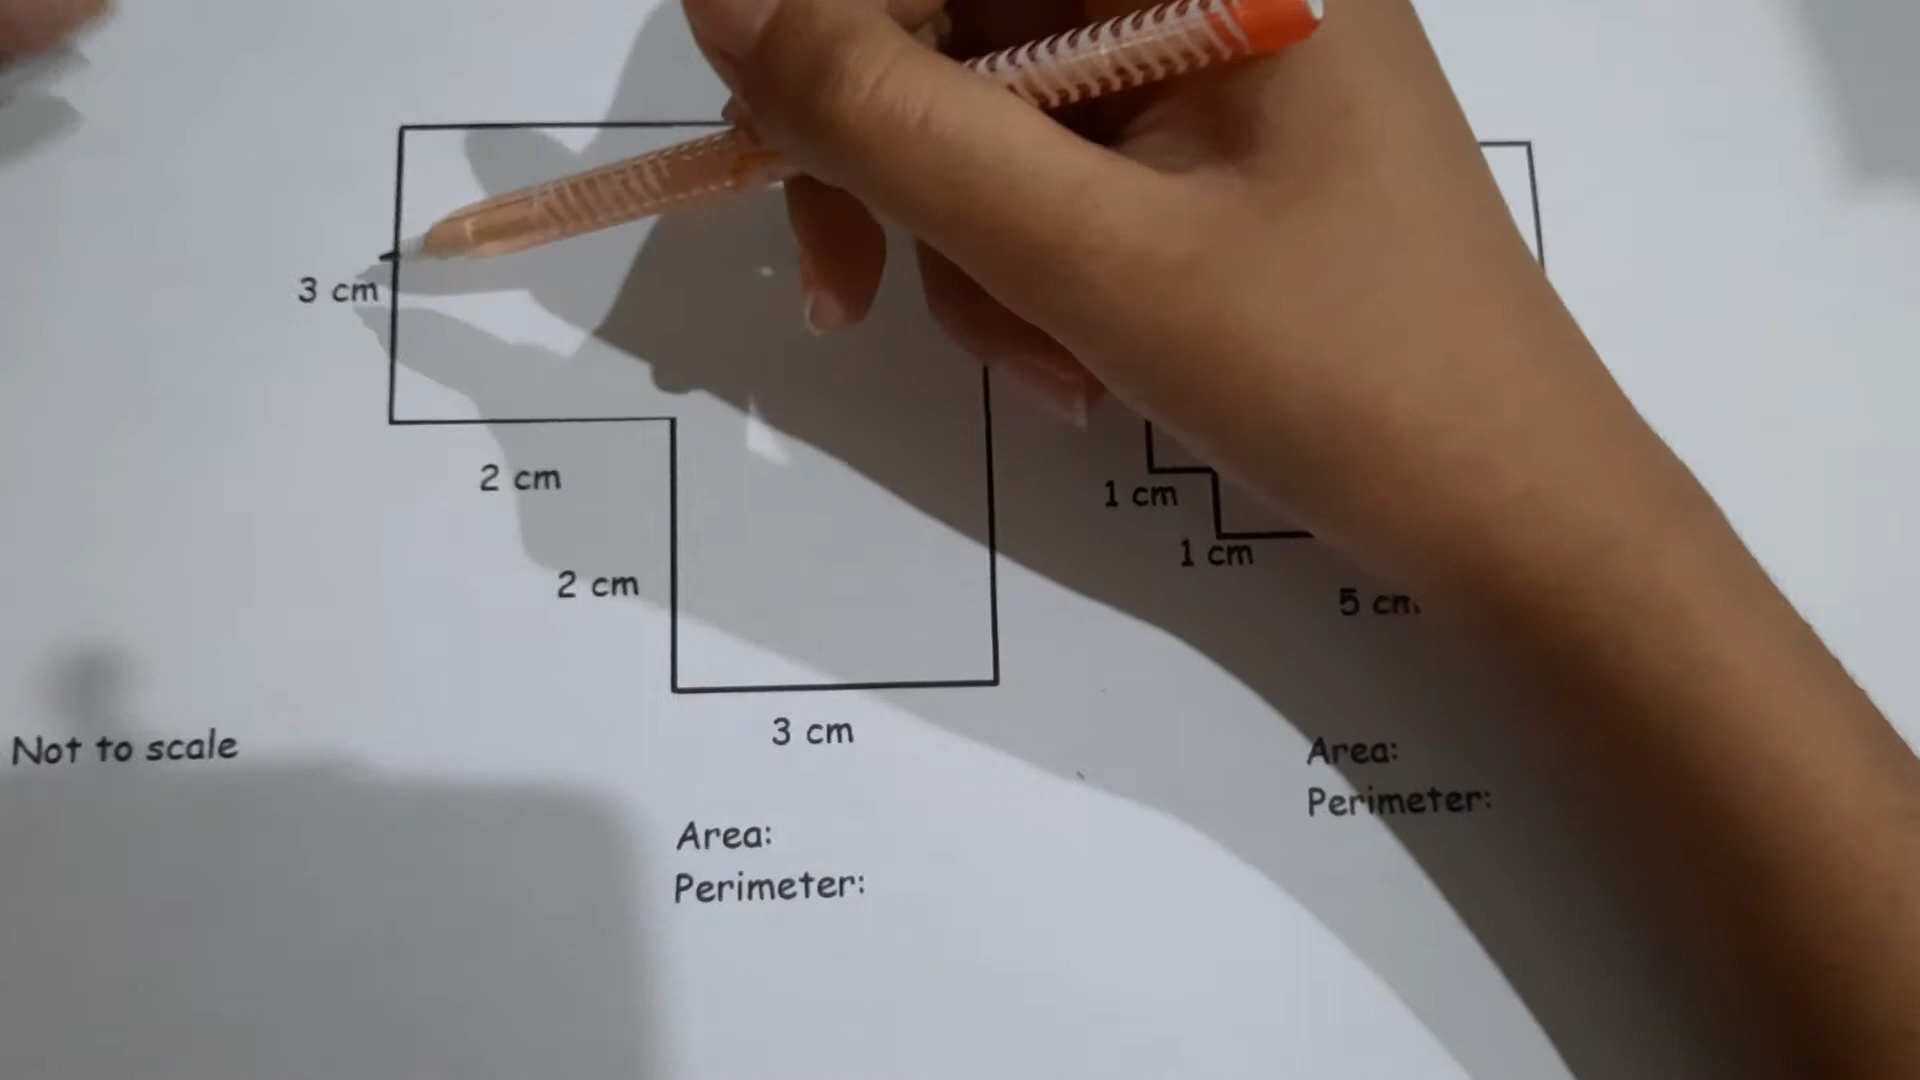 3 cm
2 cm
2 cm
3 cm
Not to scale
Area:
Perimeter:
1 cm
1 cm
5 cm
Area:
Perimeter: